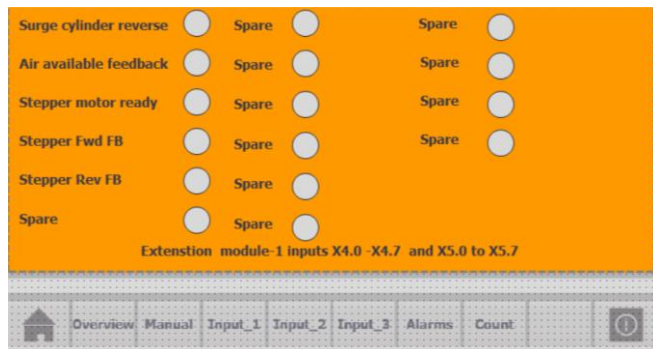 Surge cylinder reverse Spare Spare
Air available feedback Spare Spare
Stepper motor ready Spare Spare
Stepper Fwd FB Spare Spare
Stepper Rev FB Spare
Spare Spare
Extenstion module-1 inputs X4.0 -X4.7 and X5.0 to X5.7
Overview Manual Input_1 Input_2 Input_3 Alarms Count